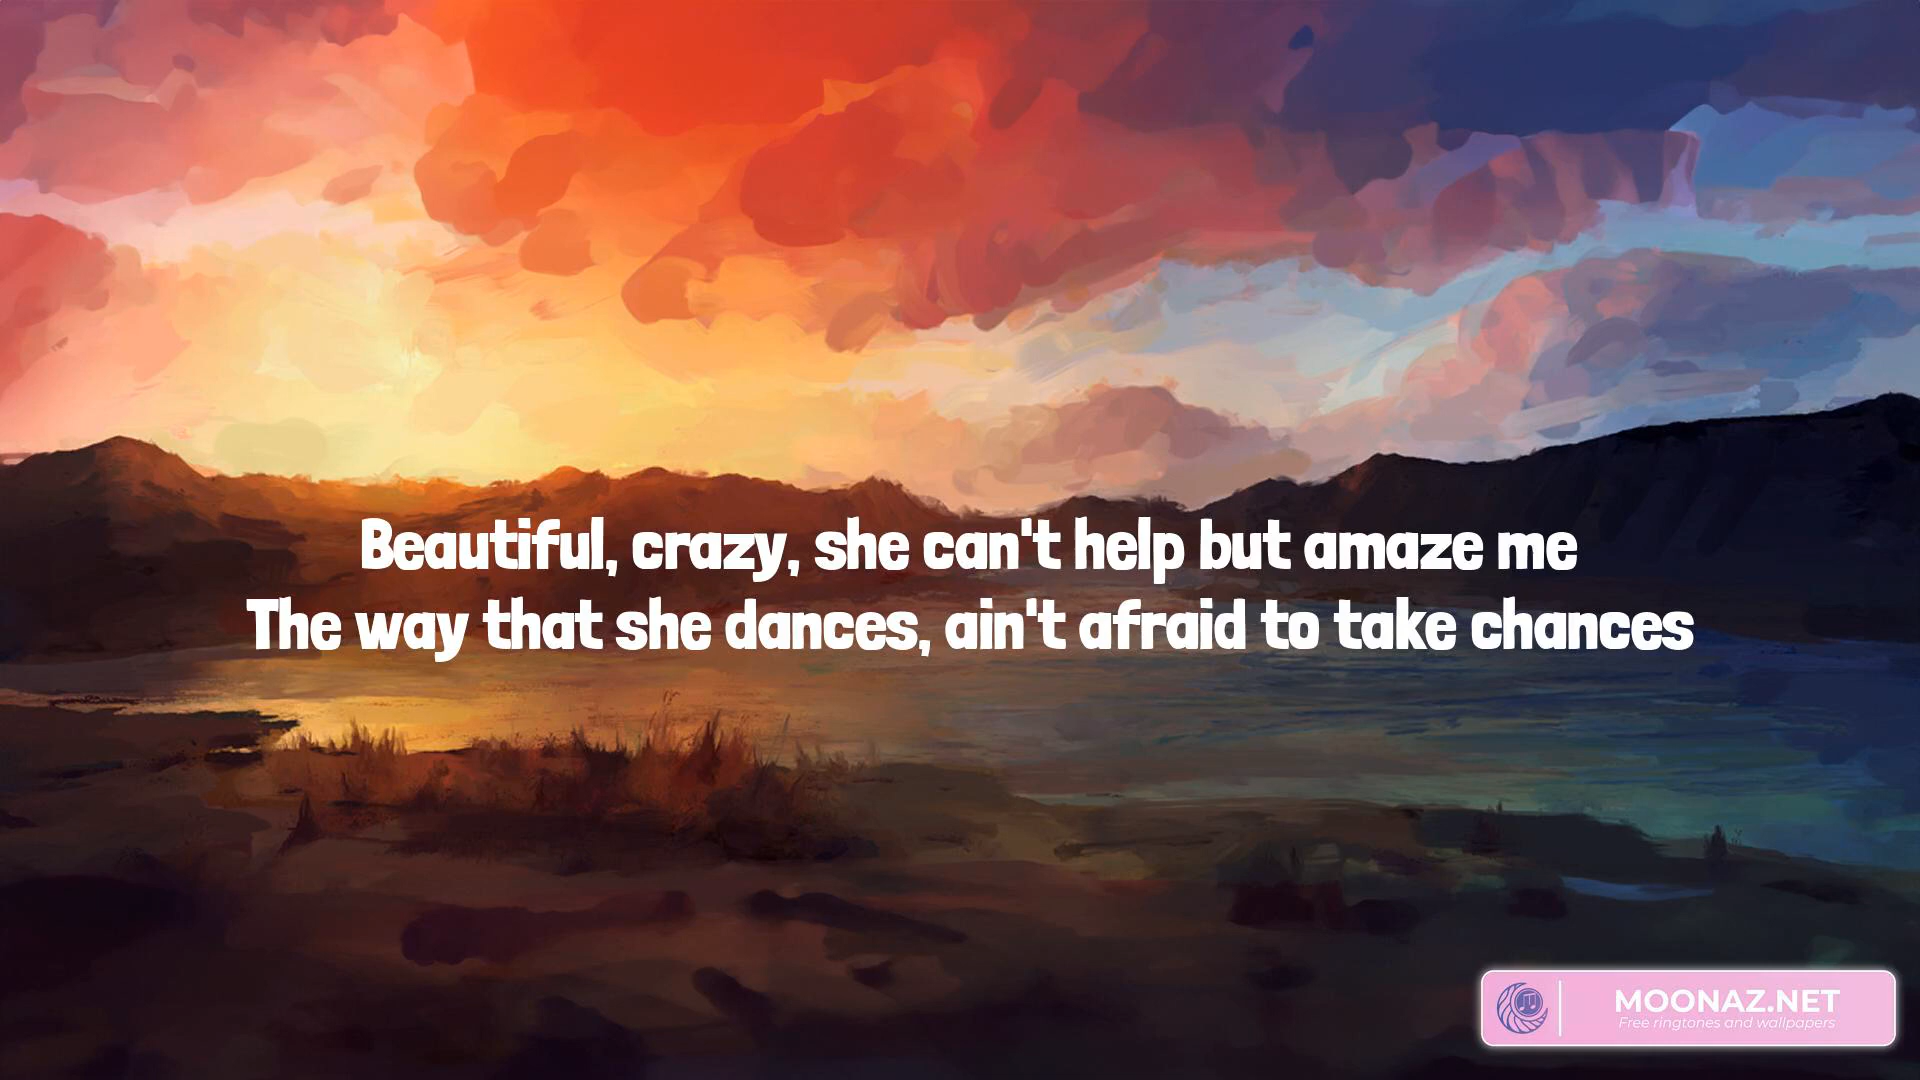 Beautiful, crazy, she can't help but amaze me
The way that she dances, ain't afraid to take chances
MOONAZ.NET
Free ringtones and wallpapers